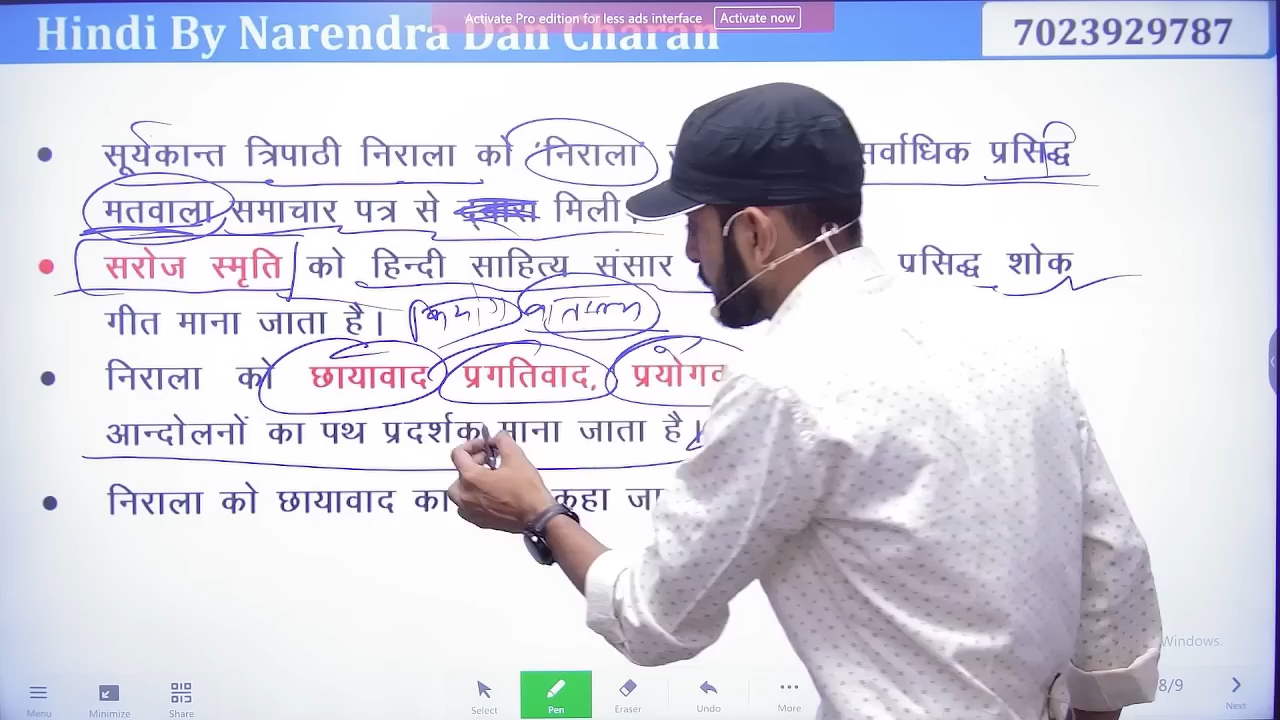 Activate Pro edition for less ads interface Activate now
Hindi By Narendra Dan Charan 7023929787
• सूर्यकान्त त्रिपाठी निराला को 'निराला' सर्वाधिक प्रसिद्ध
मतवाला समाचार पत्र से मिली।
• सरोज स्मृति को हिन्दी साहित्य संसार प्रसिद्ध शोक
गीत माना जाता है। वियोग वात्सल्य
• निराला को छायावाद प्रगतिवाद,
आन्दोलनों का पथ प्रदर्शक माना जाता है।
• निराला को छायावाद का कहा
Windows.
Menu Minimize Share Select Pen Eraser Undo More 8/9 Next